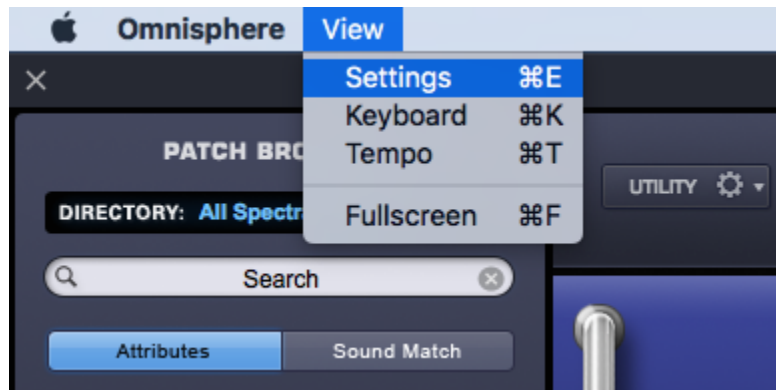 Omnisphere View
Settings ⌘E
Keyboard ⌘K
Tempo ⌘T
Fullscreen ⌘F
PATCH BRO
DIRECTORY: All Spectr
Search
Attributes Sound Match
UTILITY